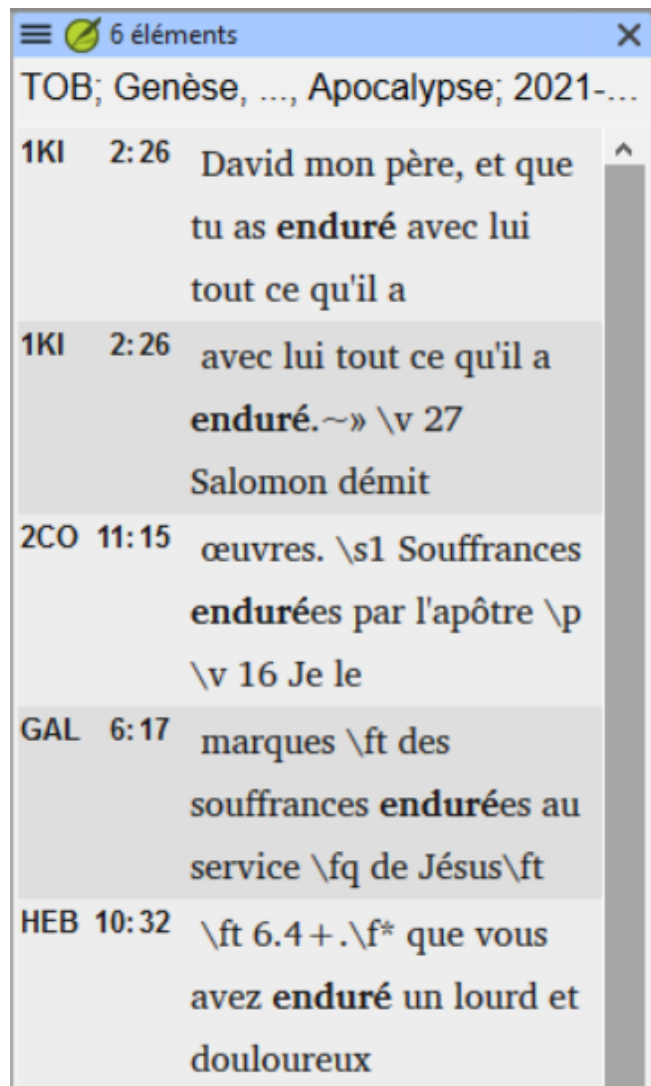 6 éléments
TOB; Genèse, ..., Apocalypse; 2021-...
1KI 2:26 David mon père, et que
tu as enduré avec lui
tout ce qu'il a
1KI 2:26 avec lui tout ce qu'il a
enduré.~» \v 27
Salomon démit
2CO 11:15 œuvres. \s1 Souffrances
endurées par l'apôtre \p
\v 16 Je le
GAL 6:17 marques \ft des
souffrances endurées au
service \fq de Jésus\ft
HEB 10:32 \ft 6.4+.\f* que vous
avez enduré un lourd et
douloureux